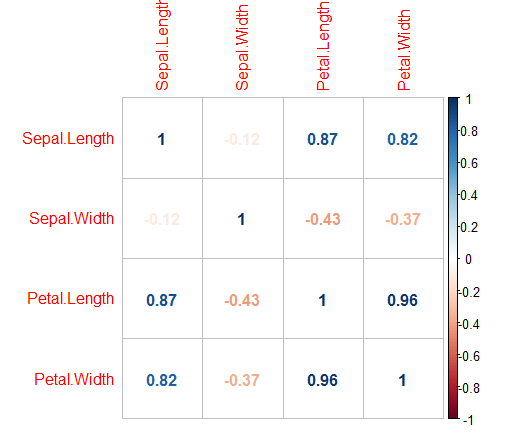 Sepal.Length Sepal.Width Petal.Length Petal.Width
Sepal.Length 1 -0.12 0.87 0.82
Sepal.Width -0.12 1 -0.43 -0.37
Petal.Length 0.87 -0.43 1 0.96
Petal.Width 0.82 -0.37 0.96 1
1
0.8
0.6
0.4
0.2
0
-0.2
-0.4
-0.6
-0.8
-1